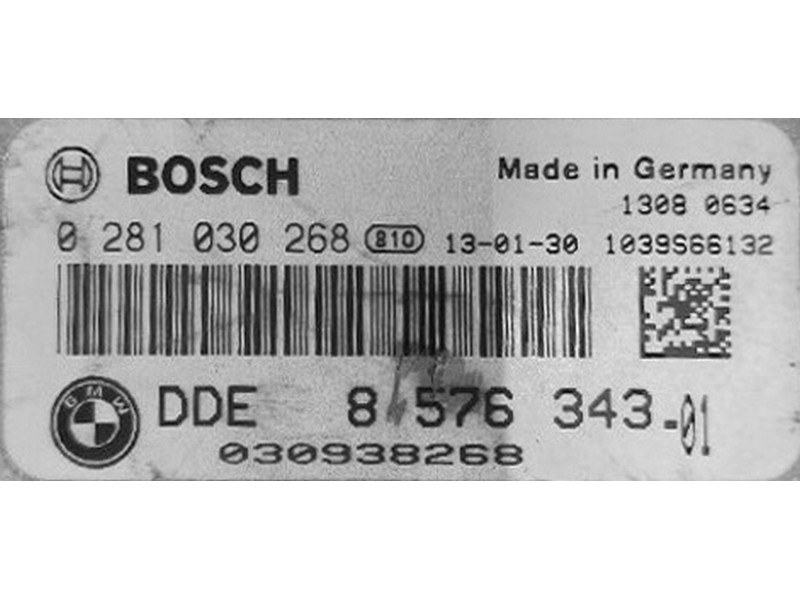 BOSCH
Made in Germany
1308 0634
0 281 030 268 810 13-01-30 1039S66132
BMW
DDE 8 576 343-01
030938268